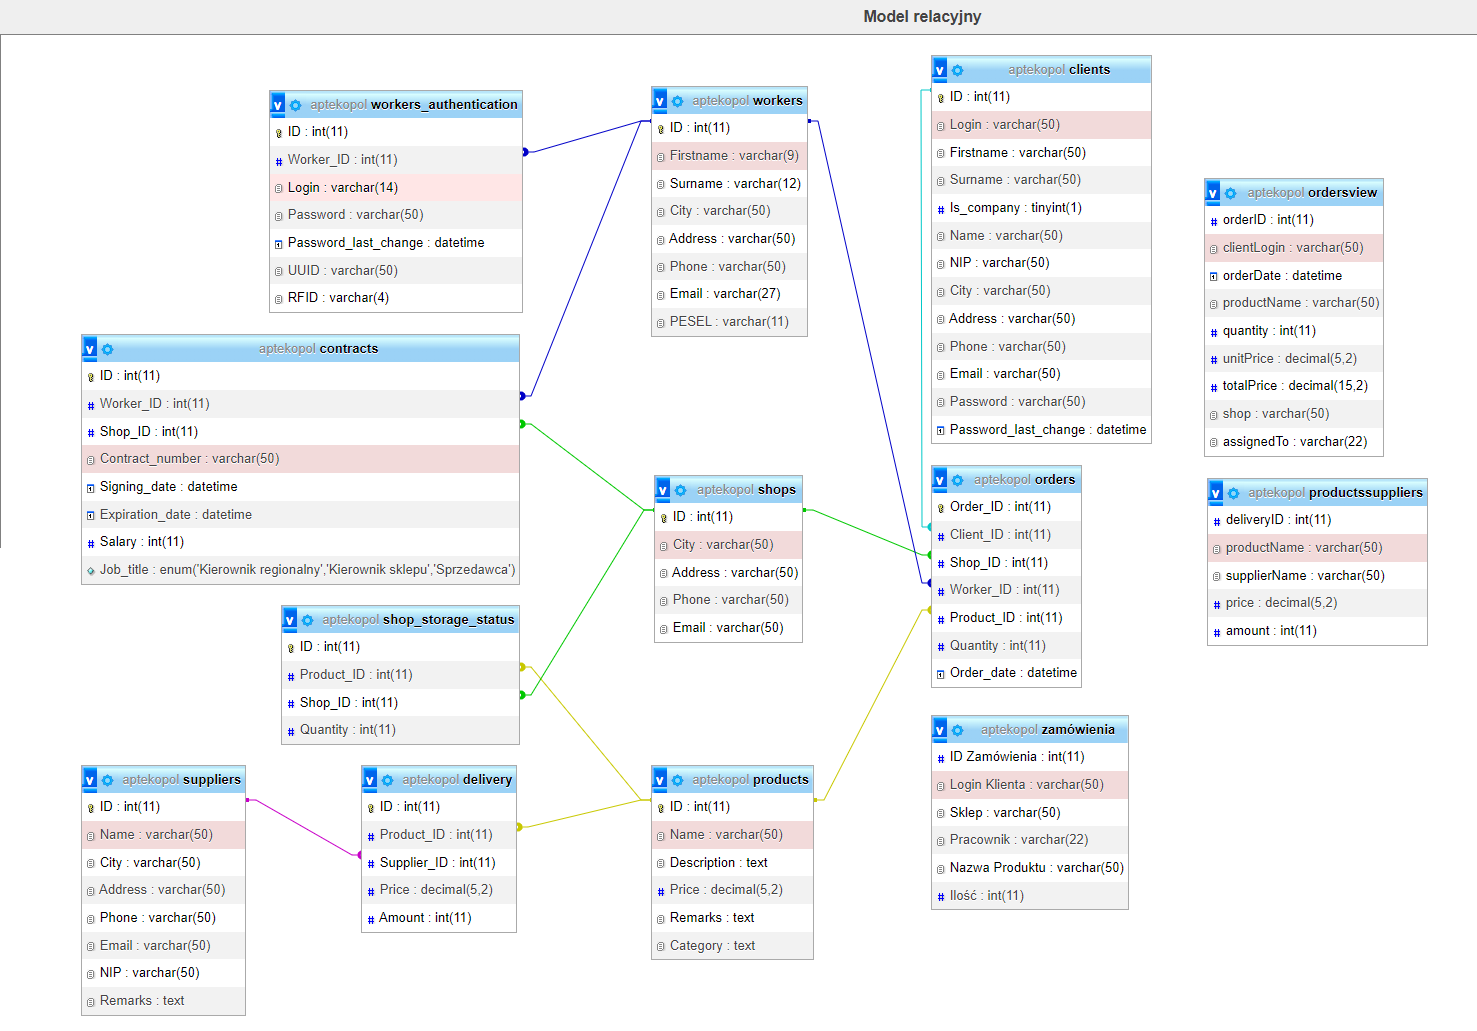 Model relacyjny
aptekopol workers_authentication
ID : int(11)
Worker_ID : int(11)
Login : varchar(14)
Password : varchar(50)
Password_last_change : datetime
UUID : varchar(50)
RFID : varchar(4)
aptekopol workers
ID : int(11)
Firstname : varchar(9)
Surname : varchar(12)
City : varchar(50)
Address : varchar(50)
Phone : varchar(50)
Email : varchar(27)
PESEL : varchar(11)
aptekopol clients
ID : int(11)
Login : varchar(50)
Firstname : varchar(50)
Surname : varchar(50)
Is_company : tinyint(1)
Name : varchar(50)
NIP : varchar(50)
City : varchar(50)
Address : varchar(50)
Phone : varchar(50)
Email : varchar(50)
Password : varchar(50)
Password_last_change : datetime
aptekopol ordersview
orderID : int(11)
clientLogin : varchar(50)
orderDate : datetime
productName : varchar(50)
quantity : int(11)
unitPrice : decimal(5,2)
totalPrice : decimal(15,2)
shop : varchar(50)
assignedTo : varchar(22)
aptekopol contracts
ID : int(11)
Worker_ID : int(11)
Shop_ID : int(11)
Contract_number : varchar(50)
Signing_date : datetime
Expiration_date : datetime
Salary : int(11)
Job_title : enum('Kierownik regionalny','Kierownik sklepu','Sprzedawca')
aptekopol shops
ID : int(11)
City : varchar(50)
Address : varchar(50)
Phone : varchar(50)
Email : varchar(50)
aptekopol orders
Order_ID : int(11)
Client_ID : int(11)
Shop_ID : int(11)
Worker_ID : int(11)
Product_ID : int(11)
Quantity : int(11)
Order_date : datetime
aptekopol productssuppliers
deliveryID : int(11)
productName : varchar(50)
supplierName : varchar(50)
price : decimal(5,2)
amount : int(11)
aptekopol shop_storage_status
ID : int(11)
Product_ID : int(11)
Shop_ID : int(11)
Quantity : int(11)
aptekopol zamówienia
ID Zamówienia : int(11)
Login Klienta : varchar(50)
Sklep : varchar(50)
Pracownik : varchar(22)
Nazwa Produktu : varchar(50)
Ilość : int(11)
aptekopol suppliers
ID : int(11)
Name : varchar(50)
City : varchar(50)
Address : varchar(50)
Phone : varchar(50)
Email : varchar(50)
NIP : varchar(50)
Remarks : text
aptekopol delivery
ID : int(11)
Product_ID : int(11)
Supplier_ID : int(11)
Price : decimal(5,2)
Amount : int(11)
aptekopol products
ID : int(11)
Name : varchar(50)
Description : text
Price : decimal(5,2)
Remarks : text
Category : text